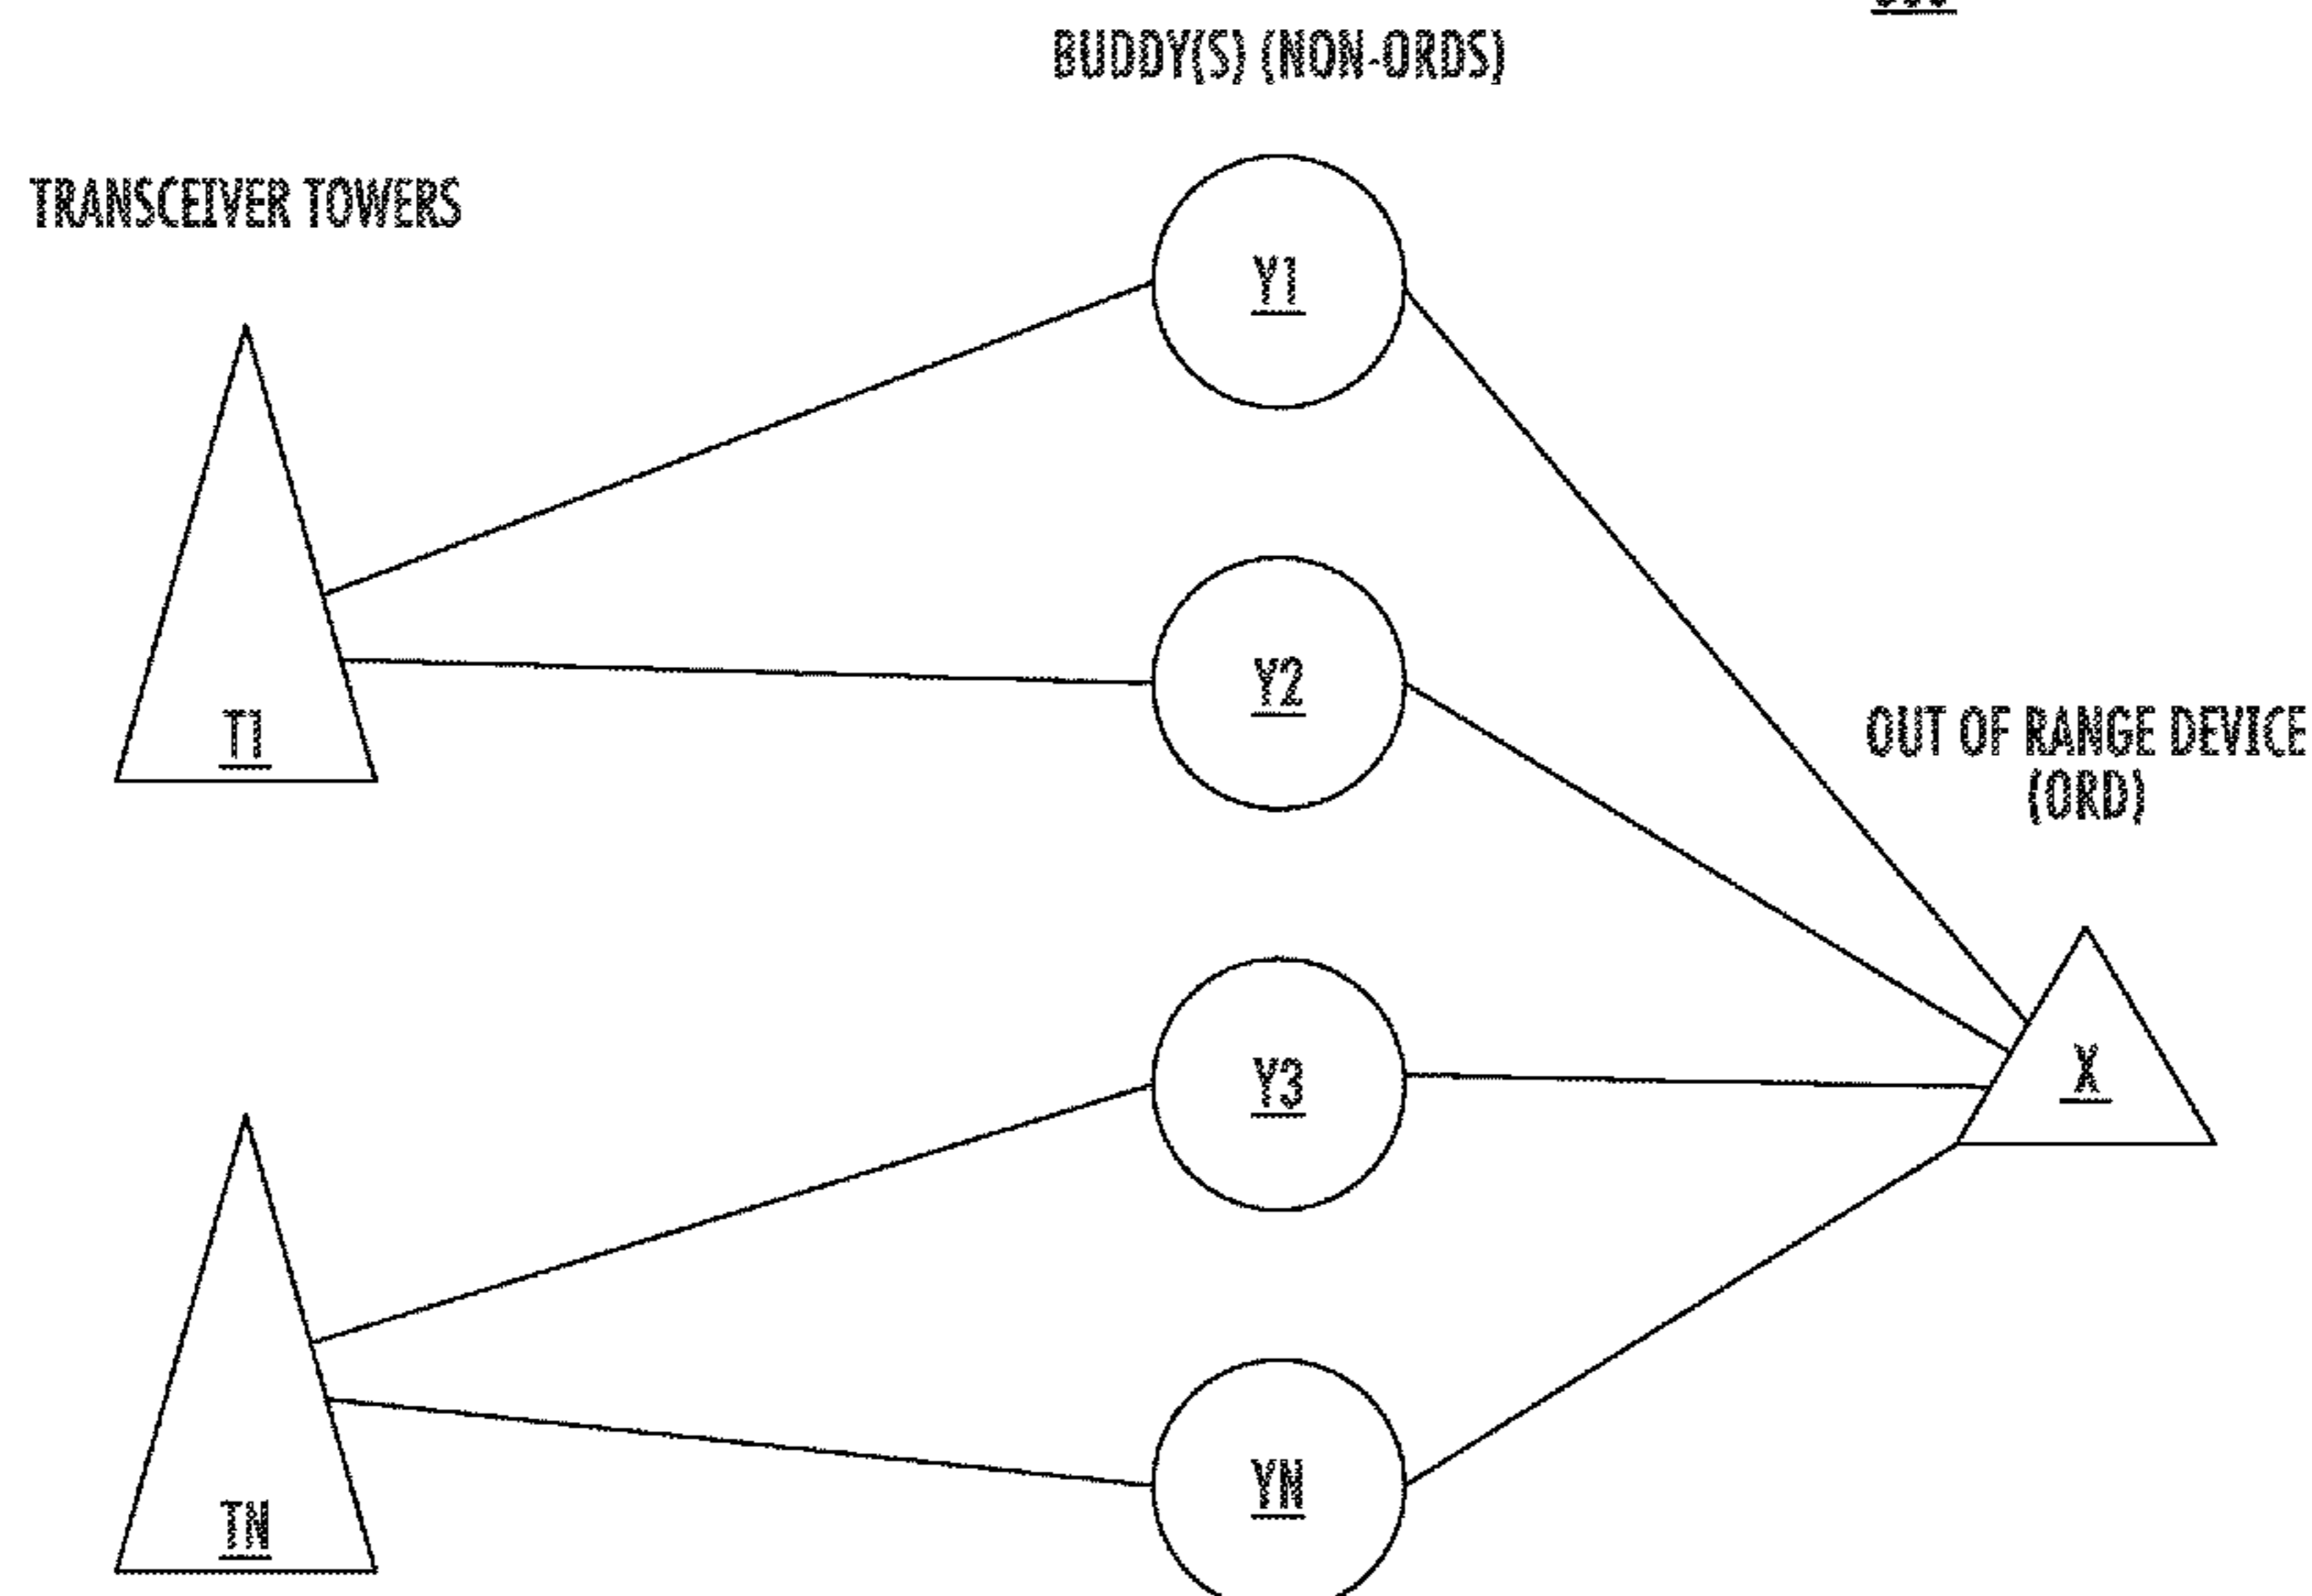 BUDDY(S) (NON-ORDS)
TRANSCEIVER TOWERS
Y1
T1
Y2
OUT OF RANGE DEVICE
(ORD)
Y3
X
TN
YN